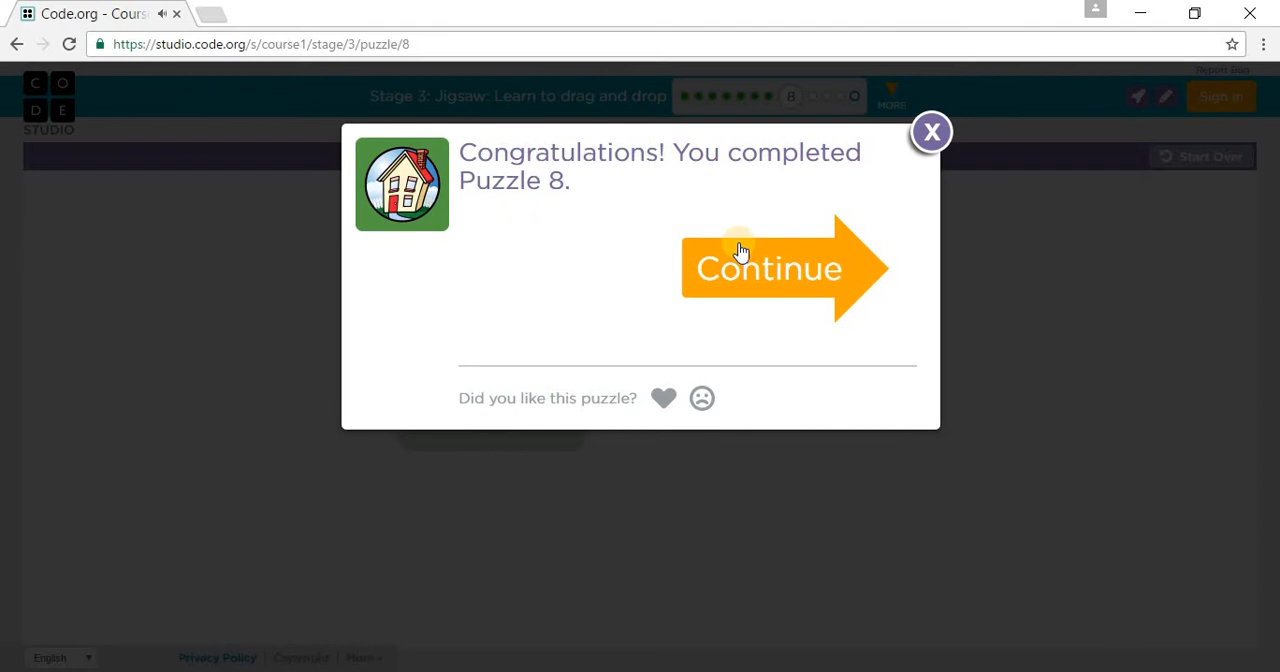 Code.org - Cours
https://studio.code.org/s/course1/stage/3/puzzle/8
Report Bug
C O
D E
STUDIO
Stage 3: Jigsaw: Learn to drag and drop
8
MORE
Sign in
Start Over
X
Congratulations! You completed
Puzzle 8.
Continue
Did you like this puzzle?
English
Privacy Policy | Copyright | More